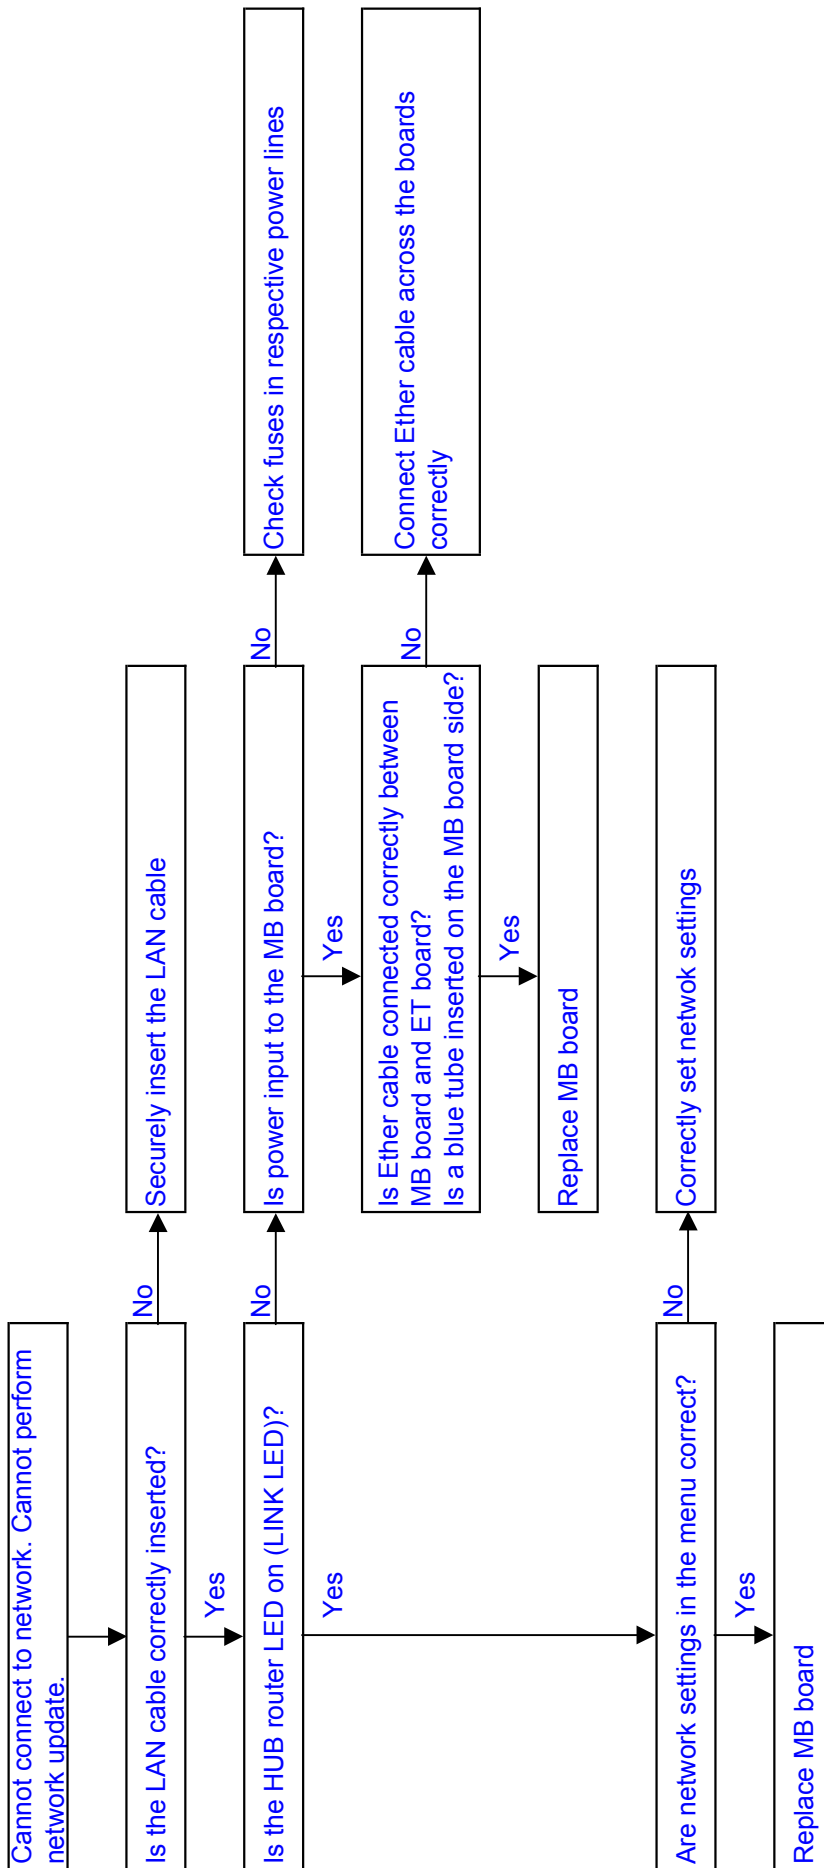 Cannot connect to network. Cannot perform
network update.
Is the LAN cable correctly inserted?
No
Securely insert the LAN cable
Yes
Is the HUB router LED on (LINK LED)?
No
Is power input to the MB board?
No
Check fuses in respective power lines
Yes
Yes
Is Ether cable connected correctly between
MB board and ET board?
Is a blue tube inserted on the MB board side?
No
Connect Ether cable across the boards
correctly
Yes
Replace MB board
Are network settings in the menu correct?
No
Correctly set netwok settings
Yes
Replace MB board